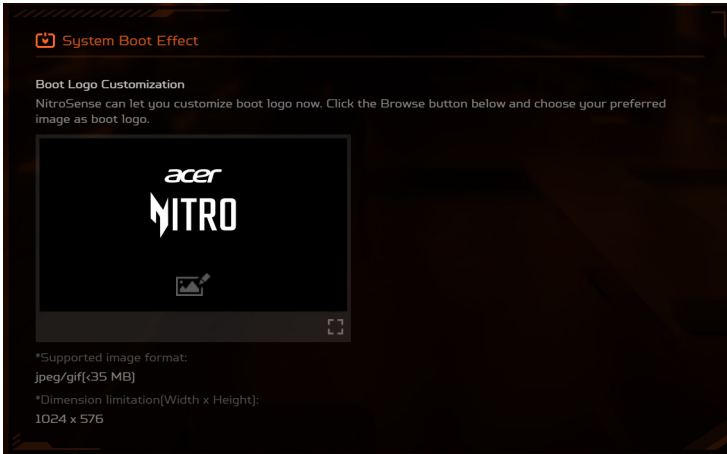 System Boot Effect
Boot Logo Customization
NitroSense can let you customize boot logo now. Click the Browse button below and choose your preferred
image as boot logo.
acer
NITRO
*Supported image format:
jpeg/gif(<35 MB)
*Dimension limitation(Width x Height):
1024 x 576